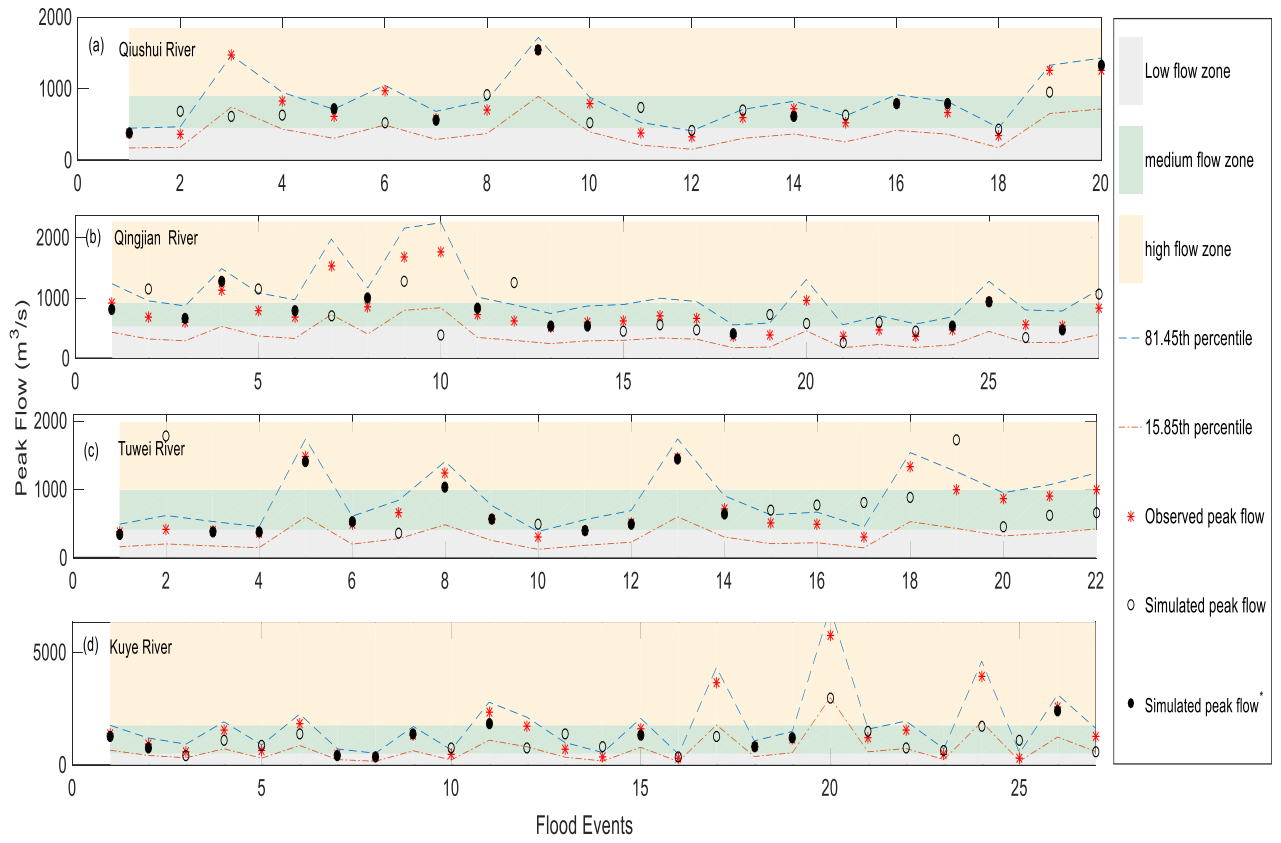 2000
(a) Qiushui River
1000
0
0 2 4 6 8 10 12 14 16 18 20
2000
(b) Qingjian River
1000
0
0 5 10 15 20 25
Peak Flow (m³/s)
2000
(c) Tuwei River
1000
0
0 2 4 6 8 10 12 14 16 18 20 22
(d) Kuye River
5000
0
0 5 10 15 20 25
Flood Events
Low flow zone
medium flow zone
high flow zone
81.45th percentile
15.85th percentile
Observed peak flow
Simulated peak flow
Simulated peak flow*